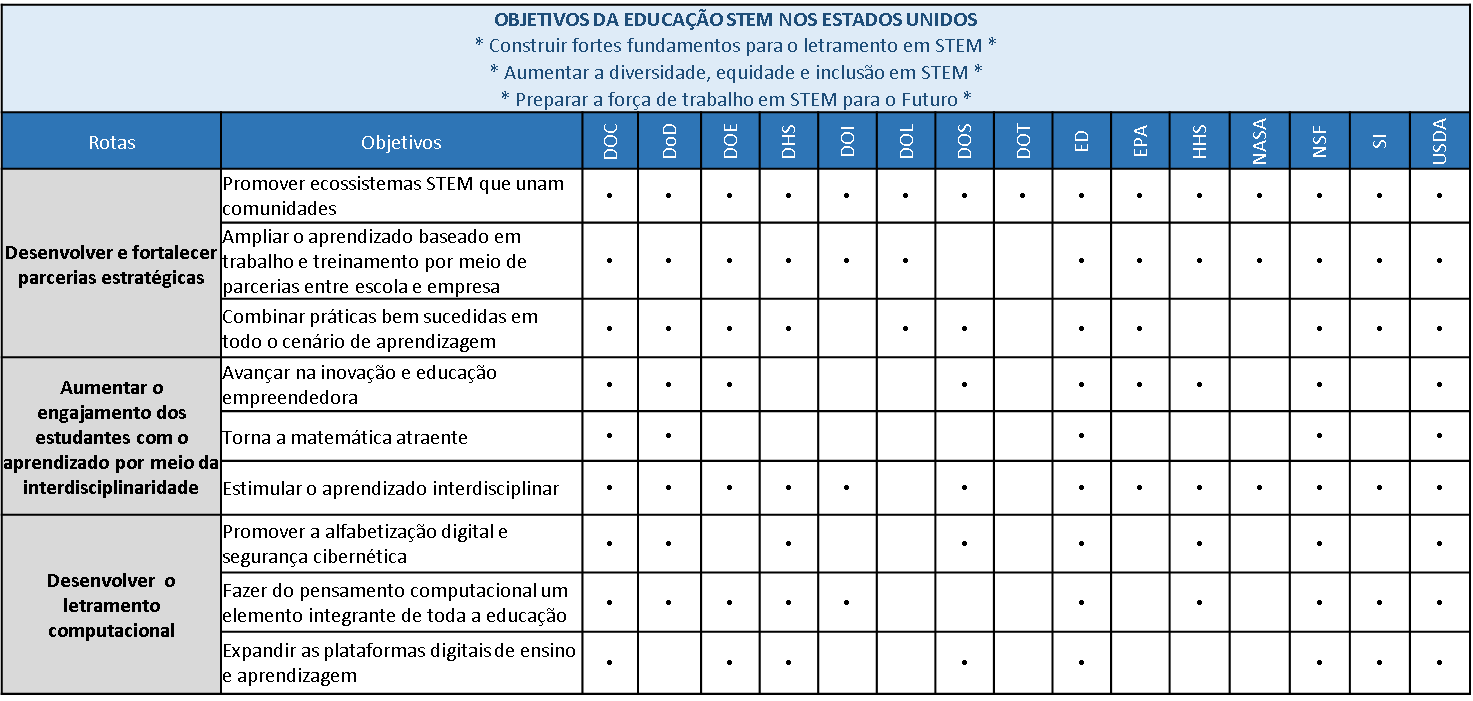 OBJETIVOS DA EDUCAÇÃO STEM NOS ESTADOS UNIDOS
* Construir fortes fundamentos para o letramento em STEM *
* Aumentar a diversidade, equidade e inclusão em STEM *
* Preparar a força de trabalho em STEM para o Futuro *
Rotas Objetivos DOC DoD DOE DHS DOI DOL DOS DOT ED EPA HHS NASA NSF SI USDA
Desenvolver e fortalecer
parcerias estratégicas
Promover ecossistemas STEM que unam
comunidades • • • • • • • • • • • • • • •
Ampliar o aprendizado baseado em
trabalho e treinamento por meio de
parcerias entre escola e empresa • • • • • • • • • • • • •
Combinar práticas bem sucedidas em
todo o cenário de aprendizagem • • • • • • • • • • •
Aumentar o
engajamento dos
estudantes com o
aprendizado por meio da
interdisciplinaridade
Avançar na inovação e educação
empreendedora • • • • • • • • •
Torna a matemática atraente • • • • •
Estimular o aprendizado interdisciplinar • • • • • • • • • • • • •
Desenvolver o
letramento
computacional
Promover a alfabetização digital e
segurança cibernética • • • • • • • •
Fazer do pensamento computacional um
elemento integrante de toda a educação • • • • • • • • • •
Expandir as plataformas digitais de ensino
e aprendizagem • • • • • • • •